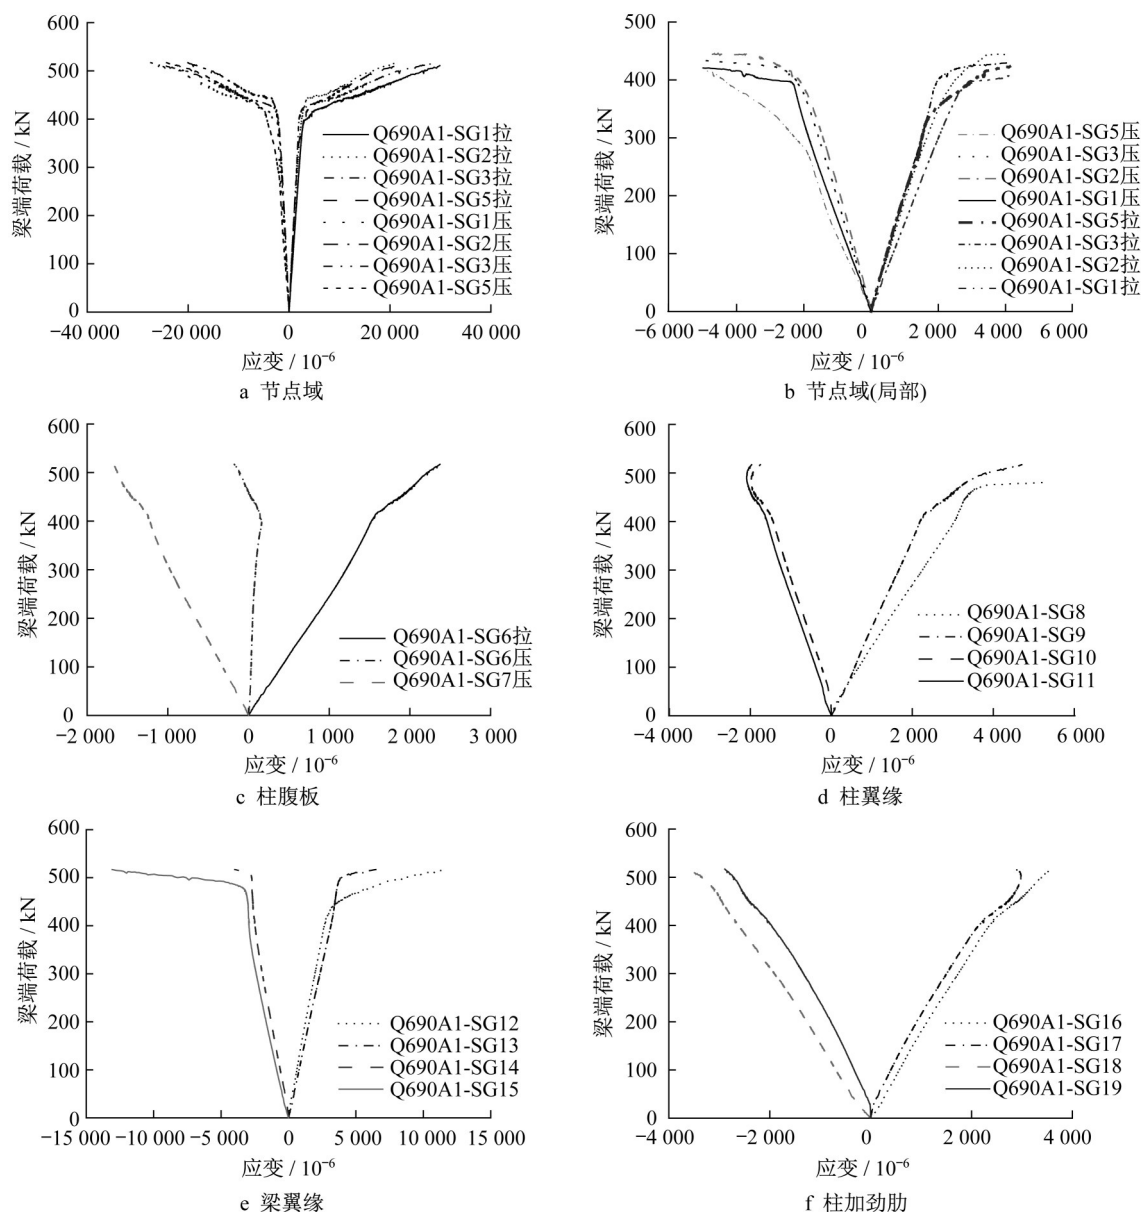 600
500
400
300
200
100
0
梁端荷载 / kN
Q690A1-SG1拉
Q690A1-SG2拉
Q690A1-SG3拉
Q690A1-SG5拉
Q690A1-SG1压
Q690A1-SG2压
Q690A1-SG3压
Q690A1-SG5压
−40 000 −20 000 0 20 000 40 000
应变 / 10⁻⁶
a 节点域
500
400
300
200
100
0
梁端荷载 / kN
Q690A1-SG5压
Q690A1-SG3压
Q690A1-SG2压
Q690A1-SG1压
Q690A1-SG5拉
Q690A1-SG3拉
Q690A1-SG2拉
Q690A1-SG1拉
−6 000 −4 000 −2 000 0 2 000 4 000 6 000
应变 / 10⁻⁶
b 节点域(局部)
600
500
400
300
200
100
0
梁端荷载 / kN
Q690A1-SG6拉
Q690A1-SG6压
Q690A1-SG7压
−2 000 −1 000 0 1 000 2 000 3 000
应变 / 10⁻⁶
c 柱腹板
600
500
400
300
200
100
0
梁端荷载 / kN
Q690A1-SG8
Q690A1-SG9
Q690A1-SG10
Q690A1-SG11
−4 000 −2 000 0 2 000 4 000 6 000
应变 / 10⁻⁶
d 柱翼缘
600
500
400
300
200
100
0
梁端荷载 / kN
Q690A1-SG12
Q690A1-SG13
Q690A1-SG14
Q690A1-SG15
−15 000 −10 000 −5 000 0 5 000 10 000 15 000
应变 / 10⁻⁶
e 梁翼缘
600
500
400
300
200
100
0
梁端荷载 / kN
Q690A1-SG16
Q690A1-SG17
Q690A1-SG18
Q690A1-SG19
−4 000 −2 000 0 2 000 4 000
应变 / 10⁻⁶
f 柱加劲肋